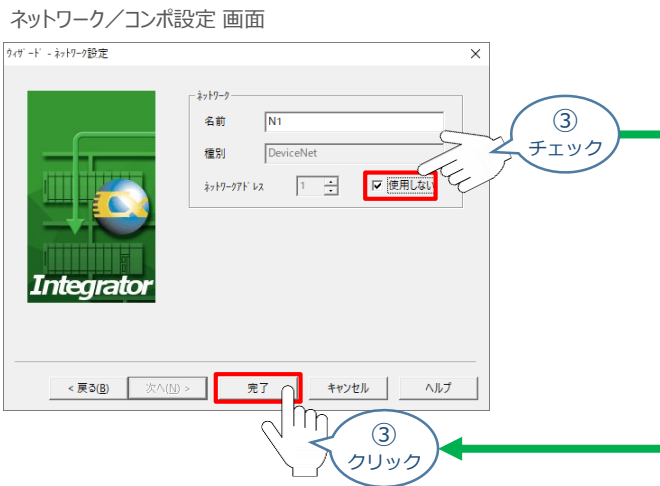 ネットワーク／コンポ設定 画面
ｳｨｻﾞｰﾄﾞ - ﾈｯﾄﾜｰｸ設定
ﾈｯﾄﾜｰｸ
名前 N1
種別 DeviceNet
ﾈｯﾄﾜｰｸｱﾄﾞﾚｽ 1 使用しない
③
チェック
Integrator
< 戻る(B) 次へ(N) > 完了 キャンセル ヘルプ
③
クリック